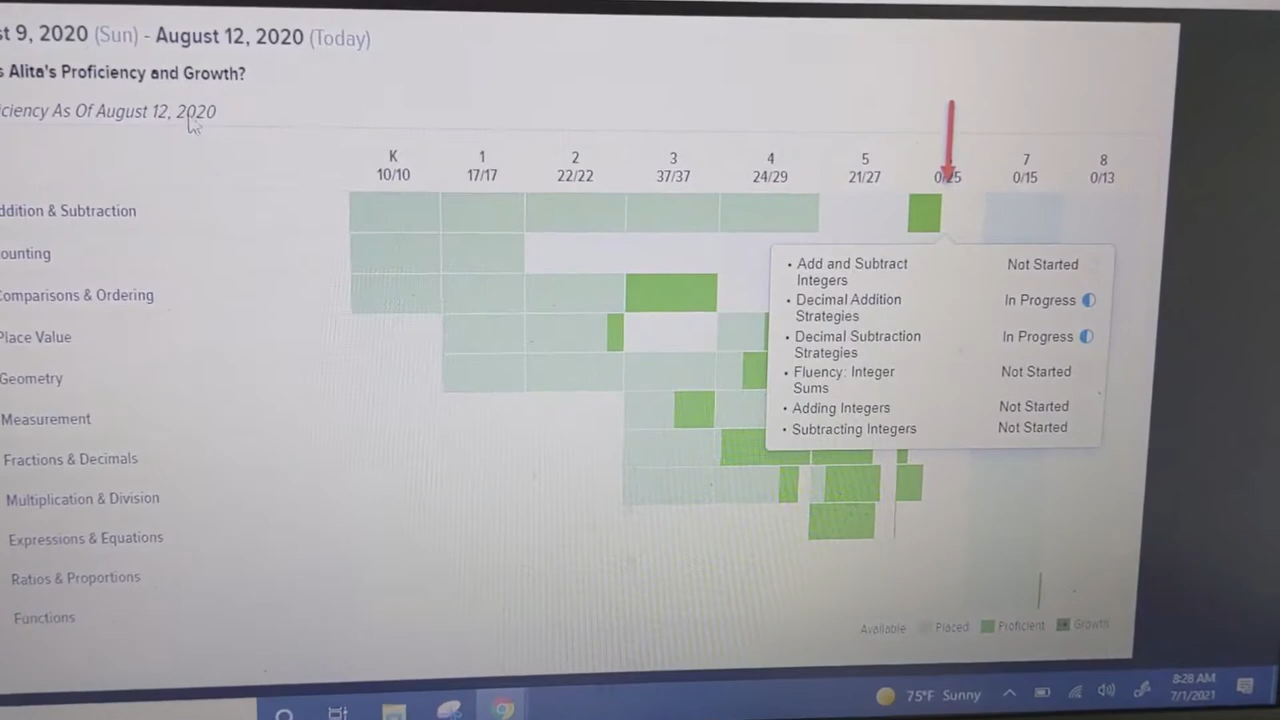 st 9, 2020 (Sun) - August 12, 2020 (Today)
s Alita's Proficiency and Growth?
ciency As Of August 12, 2020
K 1 2 3 4 5 7 8
10/10 17/17 22/22 37/37 24/29 21/27 0/25 0/15 0/13
ddition & Subtraction
ounting
Comparisons & Ordering
Place Value
Geometry
Measurement
Fractions & Decimals
Multiplication & Division
Expressions & Equations
Ratios & Proportions
Functions
• Add and Subtract Not Started
Integers
• Decimal Addition In Progress
Strategies
• Decimal Subtraction In Progress
Strategies
• Fluency: Integer Not Started
Sums
• Adding Integers Not Started
• Subtracting Integers Not Started
Available Placed Proficient Growth
75°F Sunny
8:28 AM
7/1/2021